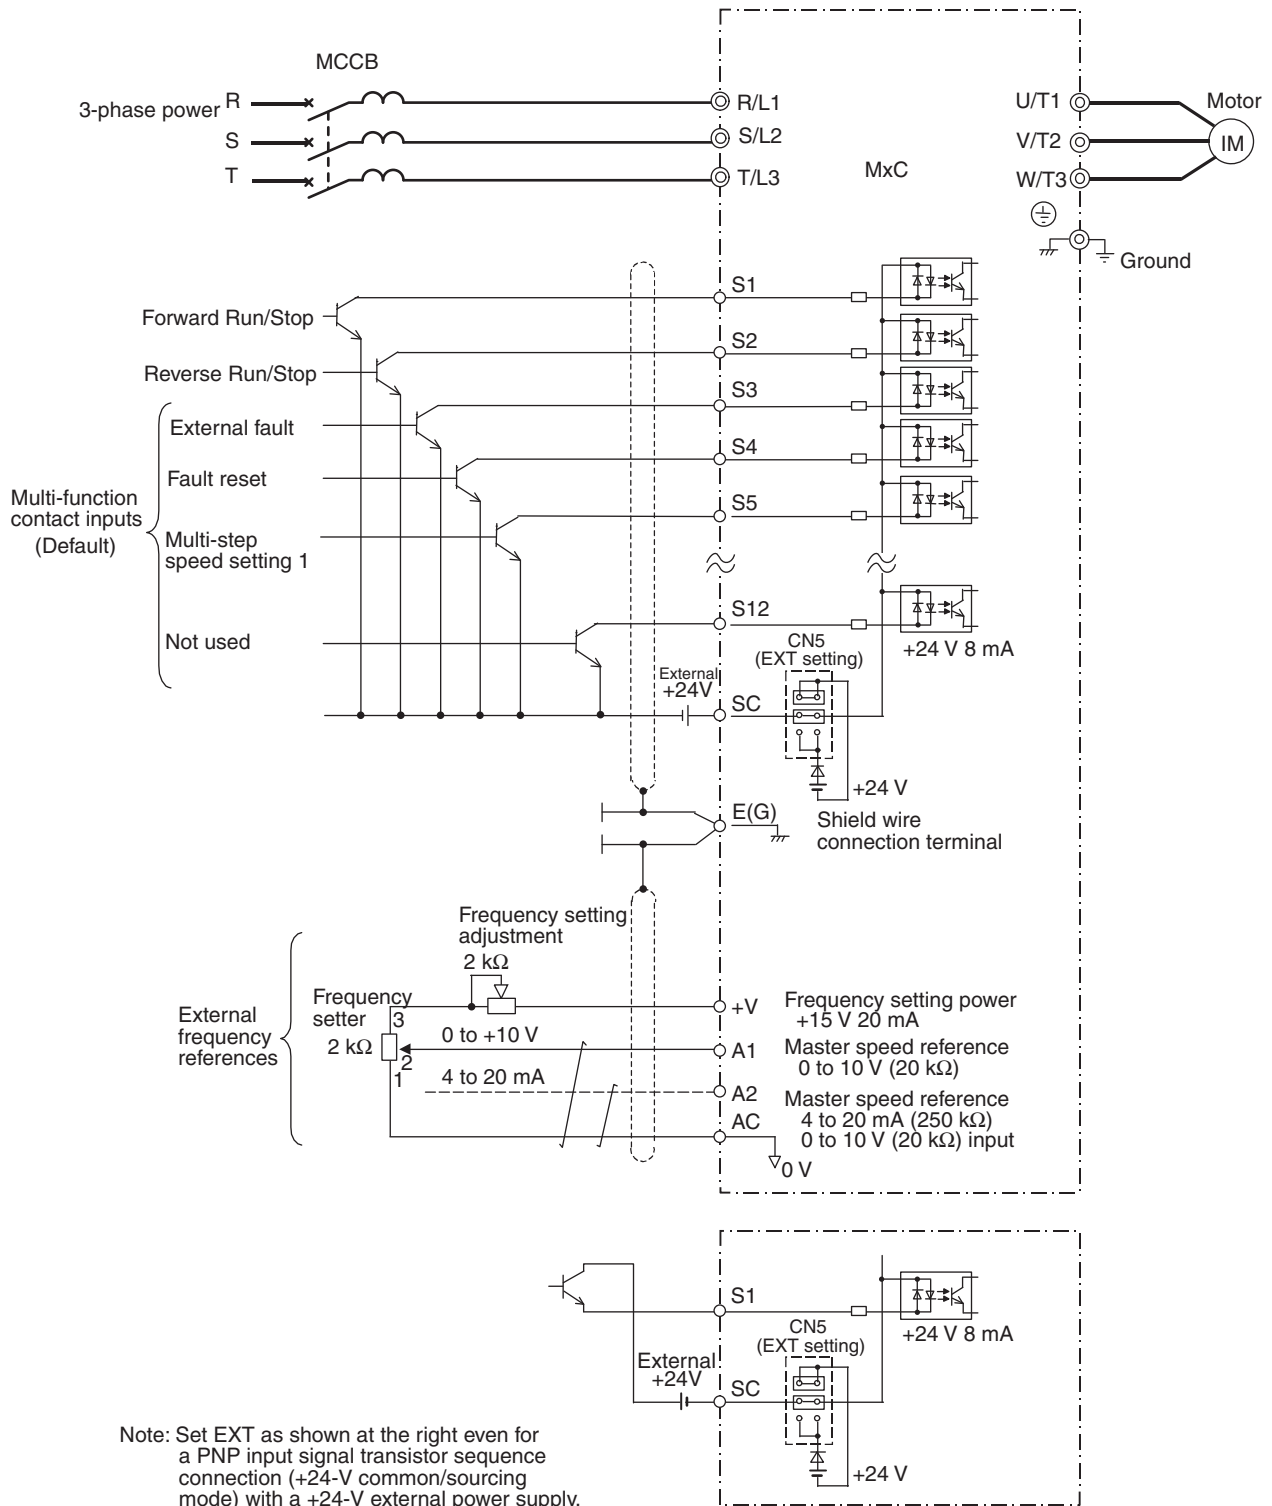 MCCB
3-phase power R
S
T
R/L1
S/L2
T/L3
MxC
U/T1
V/T2
W/T3
Motor
IM
Ground
Forward Run/Stop
Reverse Run/Stop
External fault
Fault reset
Multi-function
contact inputs
(Default)
Multi-step
speed setting 1
Not used
S1
S2
S3
S4
S5
S12
+24 V 8 mA
CN5
(EXT setting)
External
+24V
SC
+24 V
E(G)
Shield wire
connection terminal
Frequency setting
adjustment
2 kΩ
External
frequency
references
Frequency
setter
3
2 kΩ
2
1
0 to +10 V
4 to 20 mA
+V
A1
A2
AC
Frequency setting power
+15 V 20 mA
Master speed reference
0 to 10 V (20 kΩ)
Master speed reference
4 to 20 mA (250 kΩ)
0 to 10 V (20 kΩ) input
0 V
S1
+24 V 8 mA
CN5
(EXT setting)
External
+24V
SC
+24 V
Note: Set EXT as shown at the right even for
a PNP input signal transistor sequence
connection (+24-V common/sourcing
mode) with a +24-V external power supply.